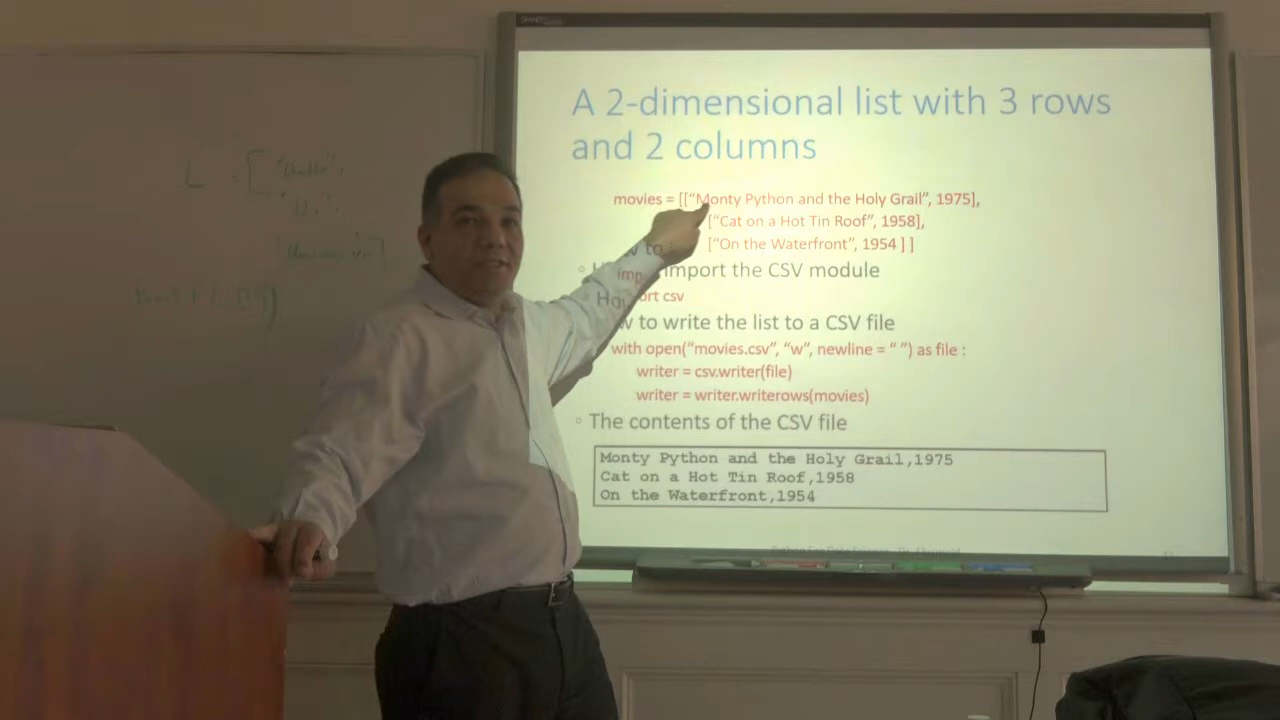 SMART
A 2-dimensional list with 3 rows
and 2 columns
movies = [["Monty Python and the Holy Grail", 1975],
["Cat on a Hot Tin Roof", 1958],
["On the Waterfront", 1954 ] ]
import the CSV module
ort csv
to write the list to a CSV file
with open("movies.csv", "w", newline = " ") as file :
writer = csv.writer(file)
writer = writer.writerows(movies)
◦ The contents of the CSV file
Monty Python and the Holy Grail,1975
Cat on a Hot Tin Roof,1958
On the Waterfront,1954
L = [